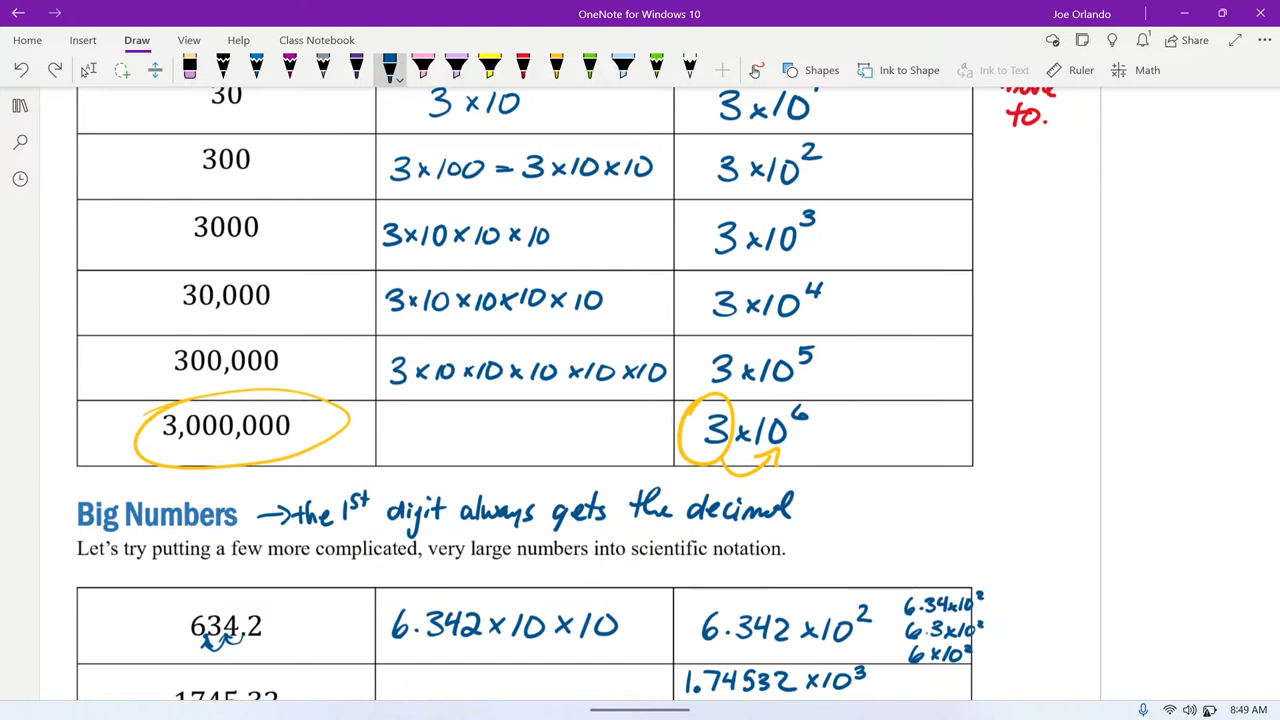 OneNote for Windows 10
Joe Orlando
Home Insert Draw View Help Class Notebook
Share
Shapes Ink to Shape Ink to Text Ruler Math
30 3 × 10 3 × 10
to.
300 3 × 100 = 3 × 10 × 10 3 × 10²
3000 3 × 10 × 10 × 10 3 × 10³
30,000 3 × 10 × 10 × 10 × 10 3 × 10⁴
300,000 3 × 10 × 10 × 10 × 10 × 10 3 × 10⁵
3,000,000 3 × 10⁶
Big Numbers → the 1st digit always gets the decimal
Let's try putting a few more complicated, very large numbers into scientific notation.
634.2 6.342 × 10 × 10 6.342 × 10²
6.34 × 10²
6.3 × 10²
6 × 10²
1745.32 1.74532 × 10³
8:49 AM